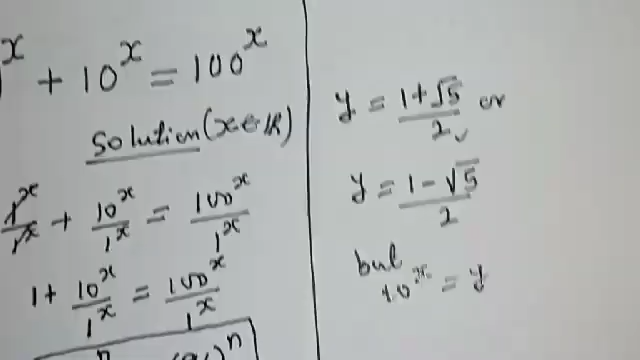 1^x + 10^x = 100^x
Solution (x∈ℝ)
1^x/1^x + 10^x/1^x = 100^x/1^x
1 + 10^x/1^x = 100^x/1^x
y = (1+√5)/2 or
y = (1-√5)/2
but
10^x = y